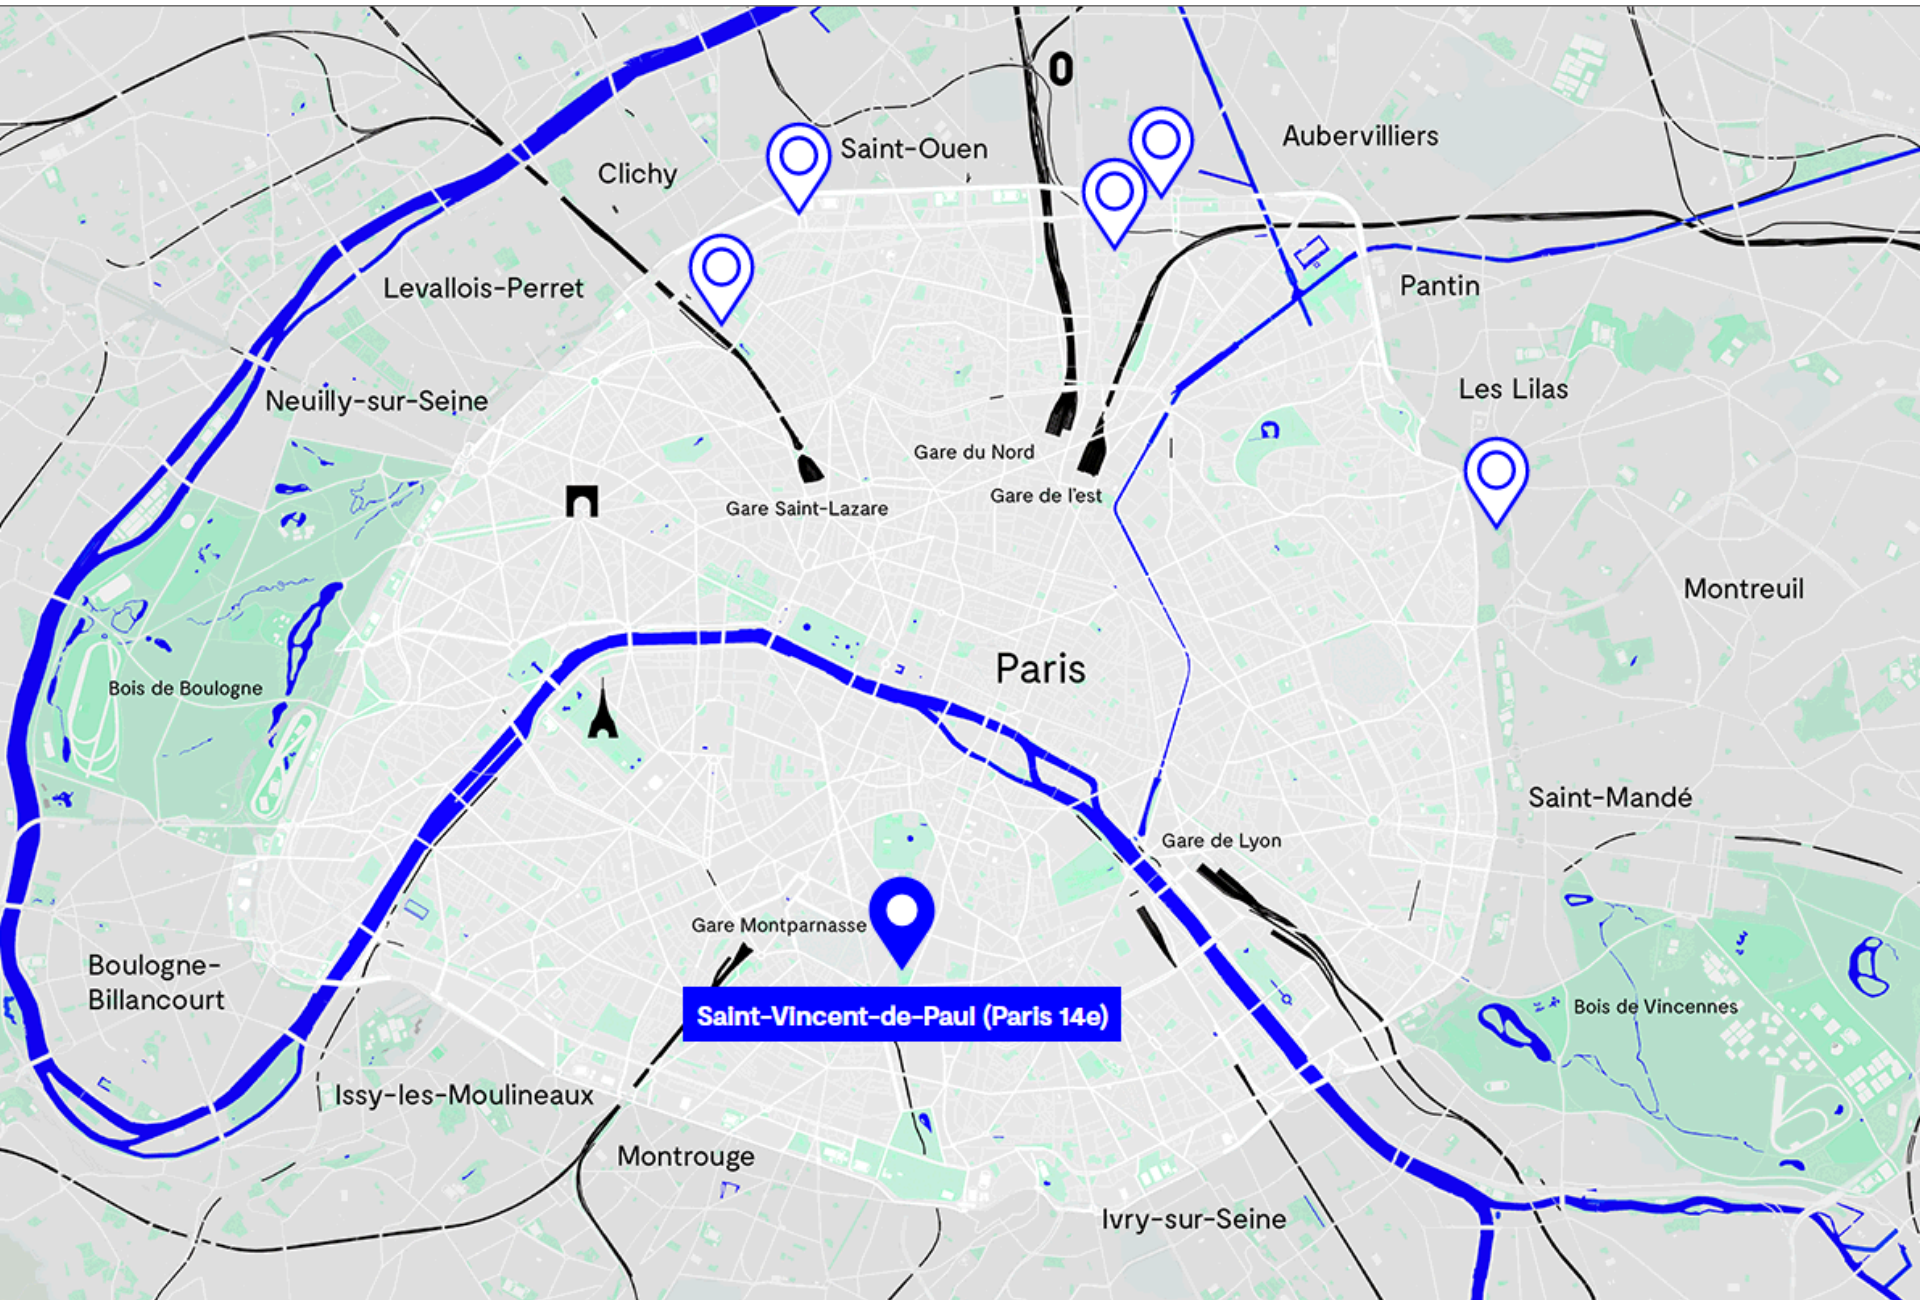 Saint-Ouen
Aubervilliers
Clichy
Levallois-Perret
Pantin
Les Lilas
Neuilly-sur-Seine
Gare du Nord
Gare de l'est
Gare Saint-Lazare
Montreuil
Paris
Bois de Boulogne
Saint-Mandé
Gare de Lyon
Gare Montparnasse
Boulogne-
Billancourt
Saint-Vincent-de-Paul (Paris 14e)
Bois de Vincennes
Issy-les-Moulineaux
Montrouge
Ivry-sur-Seine